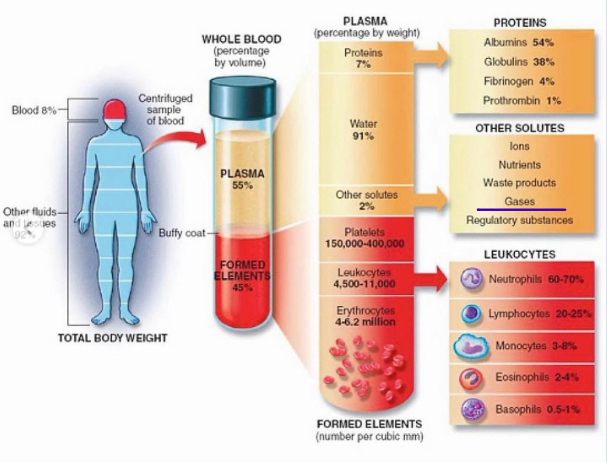 WHOLE BLOOD
(percentage
by volume)
Blood 8%
Centrifuged
sample
of blood
Other fluids
and tissues
92%
TOTAL BODY WEIGHT
PLASMA
55%
Buffy coat
FORMED
ELEMENTS
45%
PLASMA
(percentage by weight)
Proteins
7%
Water
91%
Other solutes
2%
Platelets
150,000-400,000
Leukocytes
4,500-11,000
Erythrocytes
4-6.2 million
FORMED ELEMENTS
(number per cubic mm)
PROTEINS
Albumins 54%
Globulins 38%
Fibrinogen 4%
Prothrombin 1%
OTHER SOLUTES
Ions
Nutrients
Waste products
Gases
Regulatory substances
LEUKOCYTES
Neutrophils 60-70%
Lymphocytes 20-25%
Monocytes 3-8%
Eosinophils 2-4%
Basophils 0.5-1%